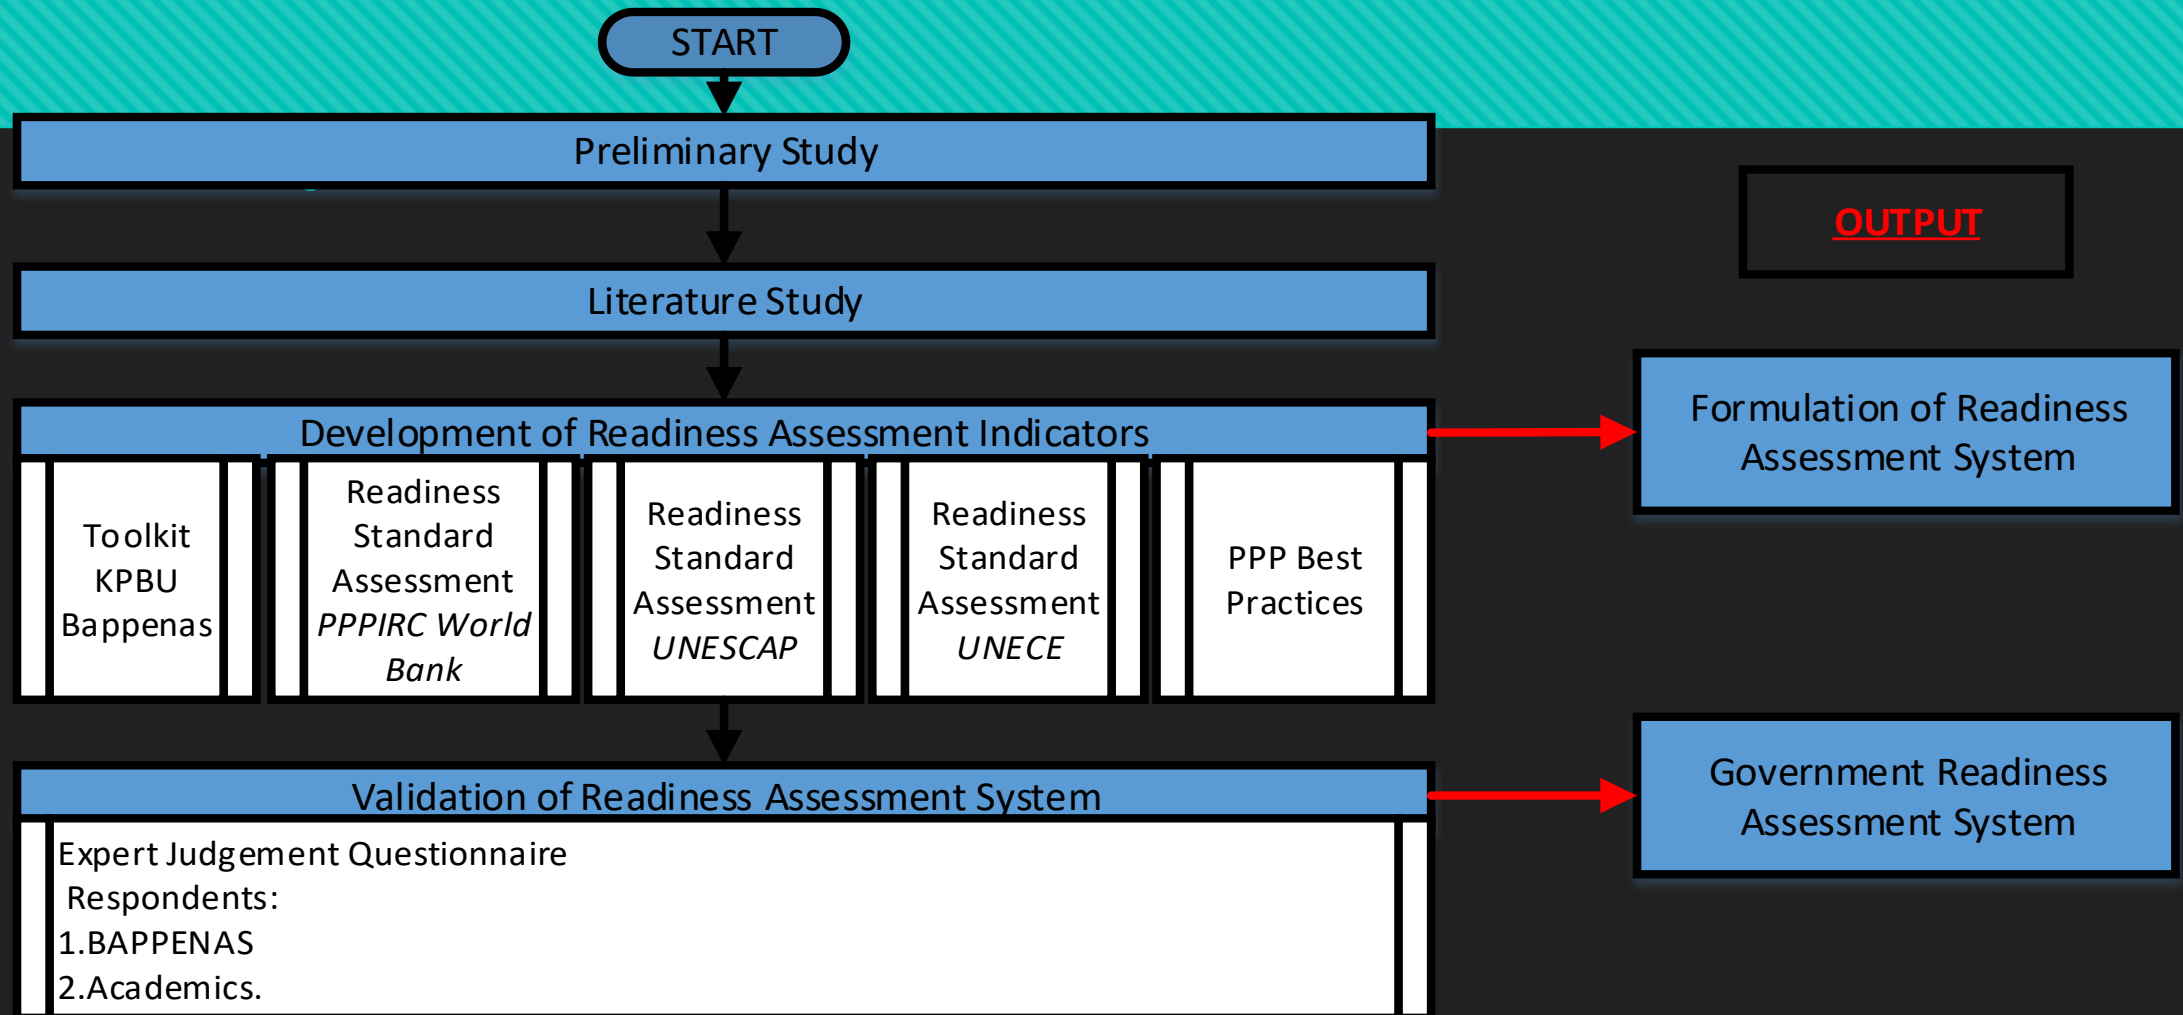 START
Preliminary Study
OUTPUT
Literature Study
Development of Readiness Assessment Indicators
Formulation of Readiness
Assessment System
Toolkit
KPBU
Bappenas
Readiness
Standard
Assessment
PPPIRC World
Bank
Readiness
Standard
Assessment
UNESCAP
Readiness
Standard
Assessment
UNECE
PPP Best
Practices
Validation of Readiness Assessment System
Government Readiness
Assessment System
Expert Judgement Questionnaire
Respondents:
1.BAPPENAS
2.Academics.